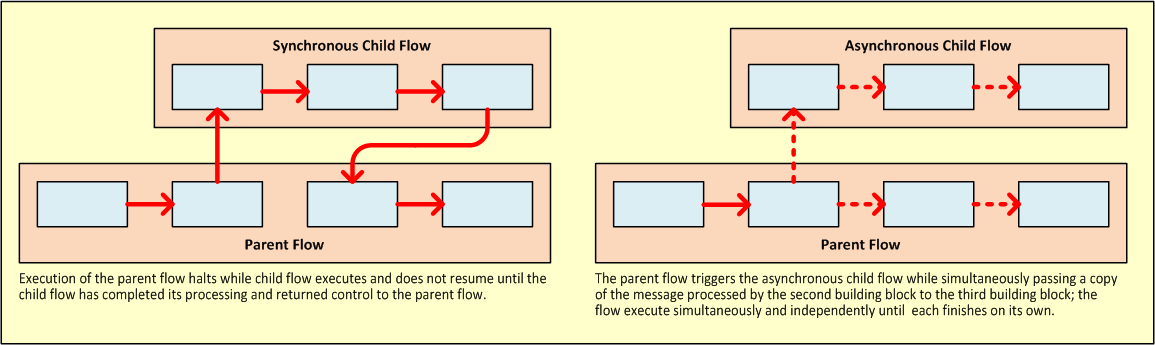 Synchronous Child Flow
Parent Flow
Execution of the parent flow halts while child flow executes and does not resume until the
child flow has completed its processing and returned control to the parent flow.
Asynchronous Child Flow
Parent Flow
The parent flow triggers the asynchronous child flow while simultaneously passing a copy
of the message processed by the second building block to the third building block; the
flow execute simultaneously and independently until each finishes on its own.